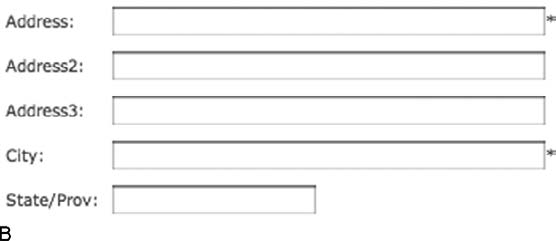 Address: *
Address2:
Address3:
City: *
State/Prov:
B